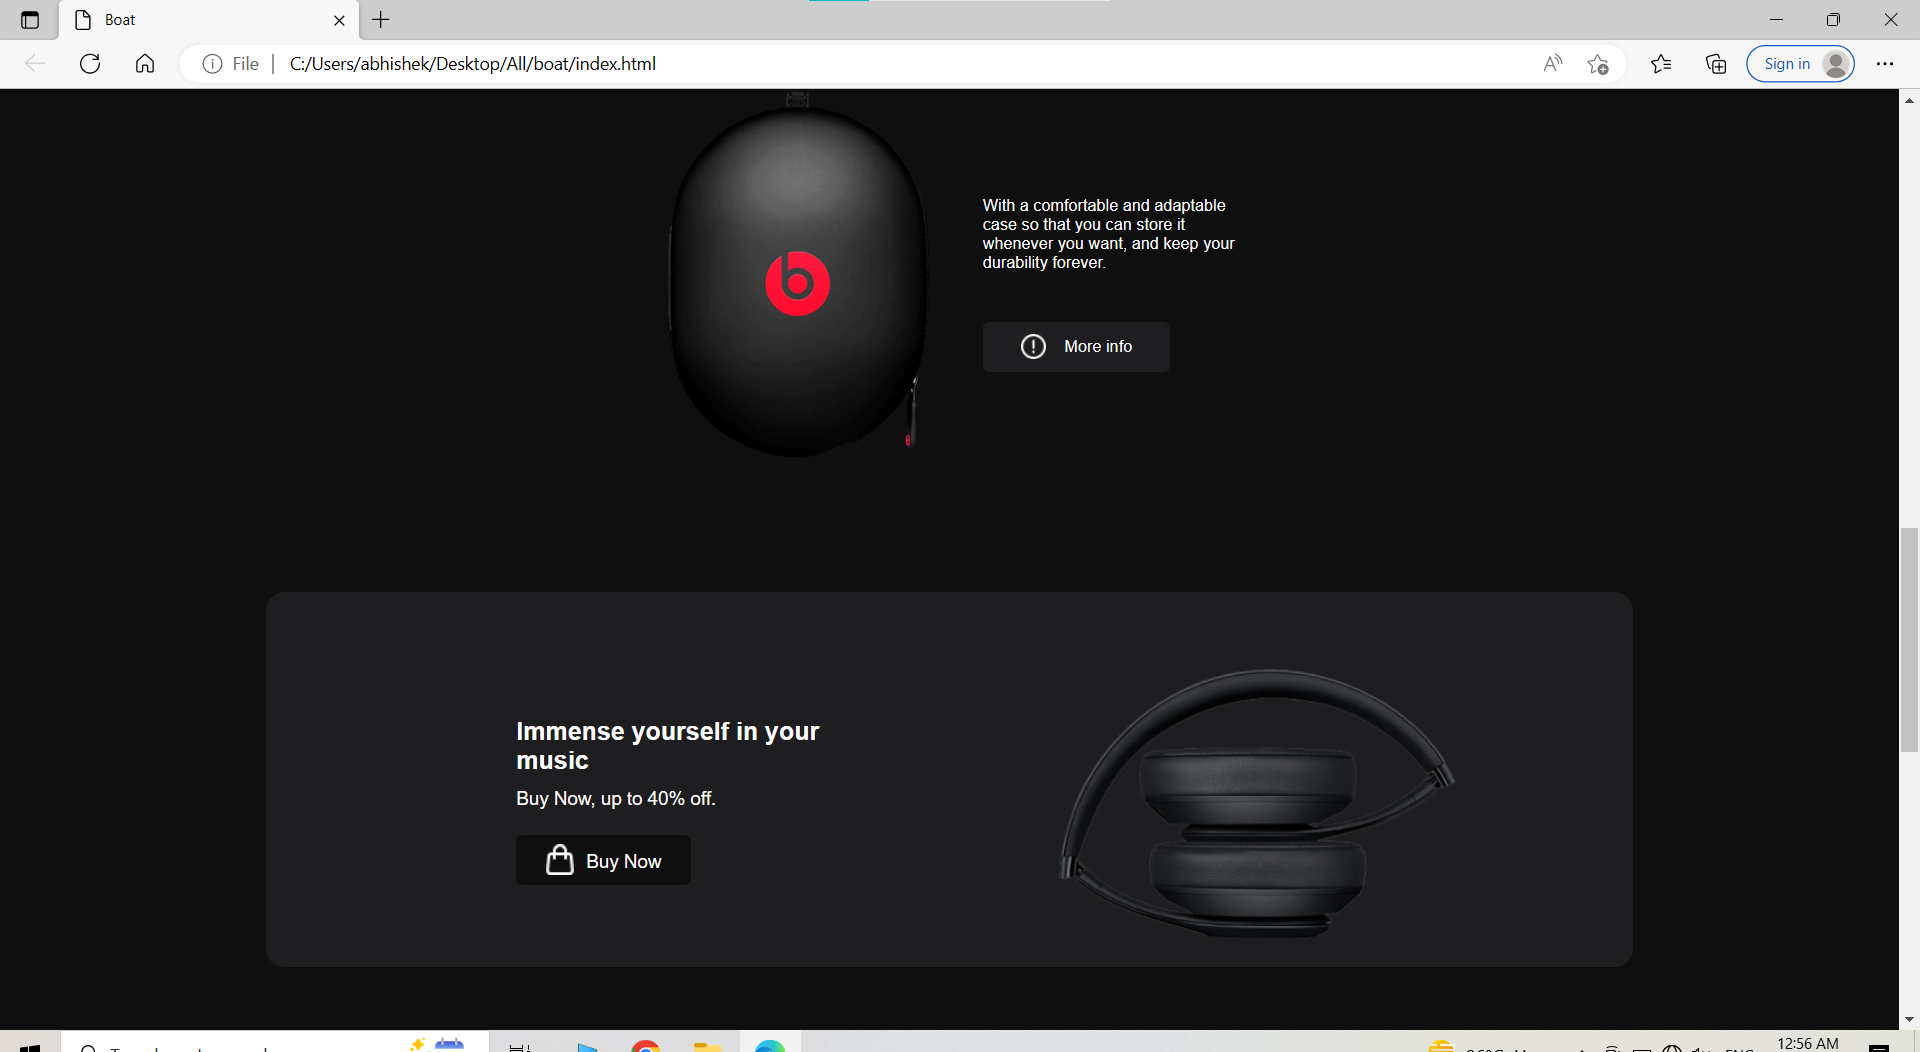 Boat
File
C:/Users/abhishek/Desktop/All/boat/index.html
Sign in
With a comfortable and adaptable
case so that you can store it
whenever you want, and keep your
durability forever.
More info
Immense yourself in your
music
Buy Now, up to 40% off.
Buy Now
12:56 AM